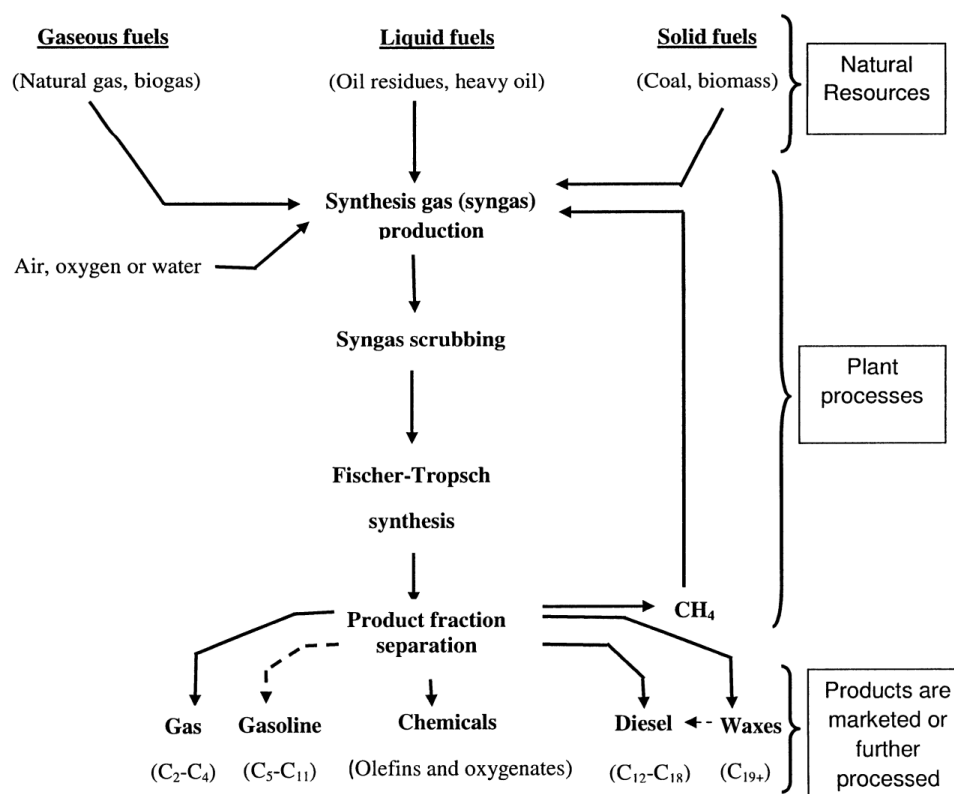 Gaseous fuels
Liquid fuels
Solid fuels
(Natural gas, biogas)
(Oil residues, heavy oil)
(Coal, biomass)
Natural
Resources
Synthesis gas (syngas)
production
Air, oxygen or water
Syngas scrubbing
Plant
processes
Fischer-Tropsch
synthesis
CH₄
Product fraction
separation
Gas
Gasoline
Chemicals
Diesel
Waxes
(C₂-C₄)
(C₅-C₁₁)
(Olefins and oxygenates)
(C₁₂-C₁₈)
(C₁₉₊)
Products are
marketed or
further
processed